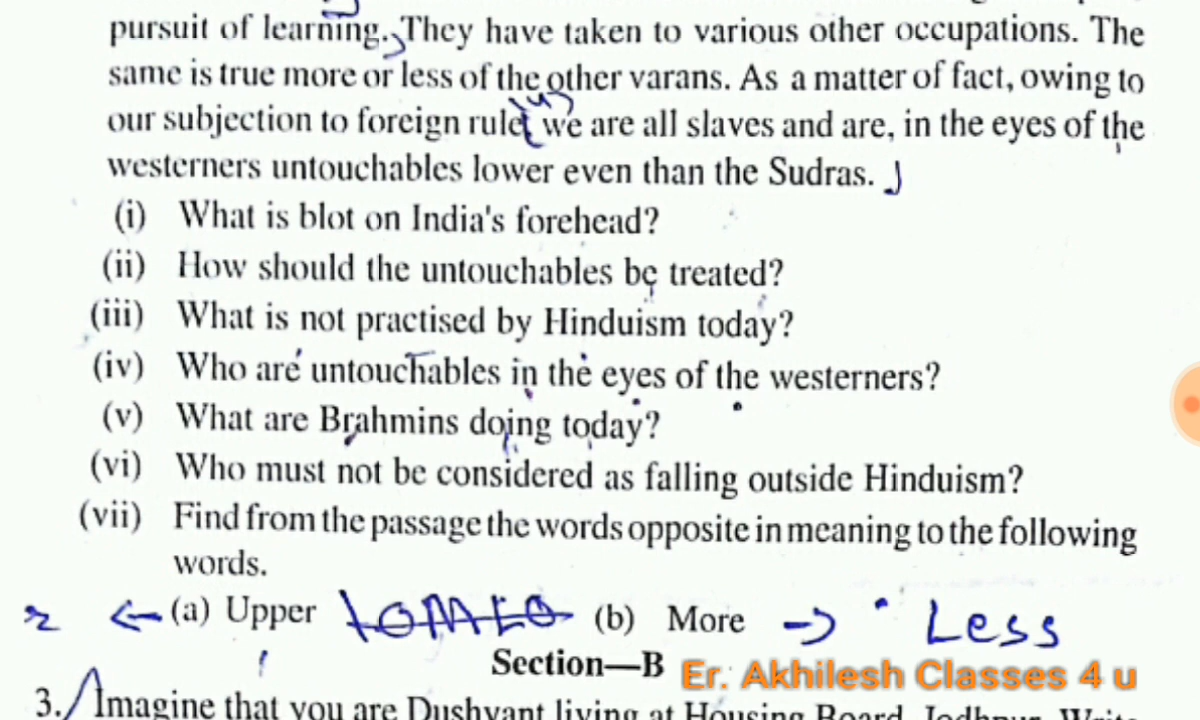 pursuit of learning. They have taken to various other occupations. The
same is true more or less of the other varans. As a matter of fact, owing to
our subjection to foreign rule, we are all slaves and are, in the eyes of the
westerners untouchables lower even than the Sudras.
(i) What is blot on India's forehead?
(ii) How should the untouchables be treated?
(iii) What is not practised by Hinduism today?
(iv) Who are untouchables in the eyes of the westerners?
(v) What are Brahmins doing today?
(vi) Who must not be considered as falling outside Hinduism?
(vii) Find from the passage the words opposite in meaning to the following
words.
(a) Upper (b) More → Less
Section—B
Er. Akhilesh Classes 4 u
3. Imagine that you are Dushyant living at Housing Board, Jodhpur.